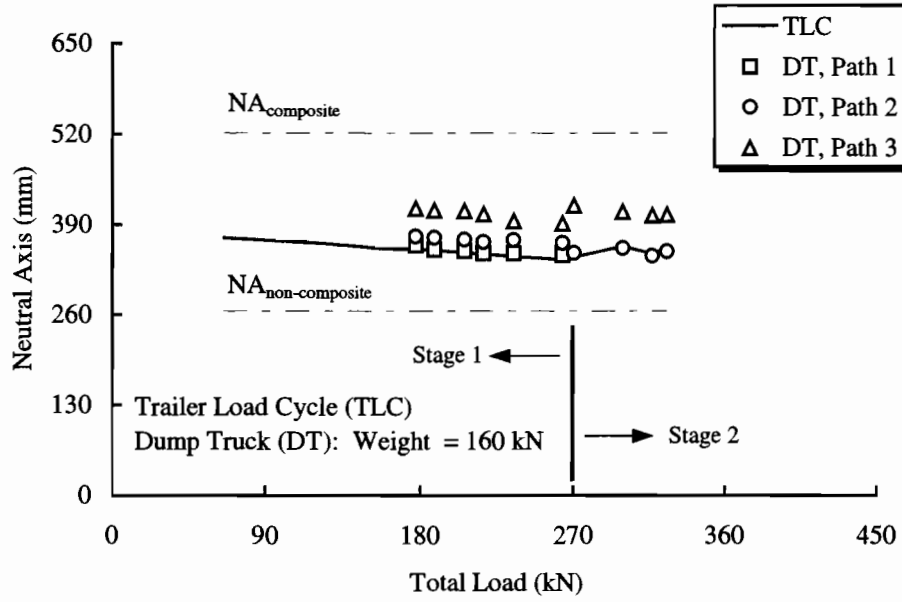 650
520
390
260
130
0
Neutral Axis (mm)
NAcomposite
NAnon-composite
TLC
DT, Path 1
DT, Path 2
DT, Path 3
Stage 1
Stage 2
Trailer Load Cycle (TLC)
Dump Truck (DT): Weight = 160 kN
0 90 180 270 360 450
Total Load (kN)